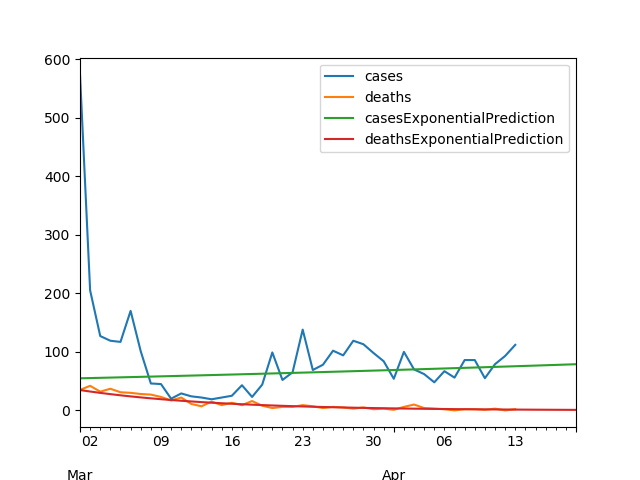 600
500
400
300
200
100
0
cases
deaths
casesExponentialPrediction
deathsExponentialPrediction
02 09 16 23 30 06 13
Mar Apr